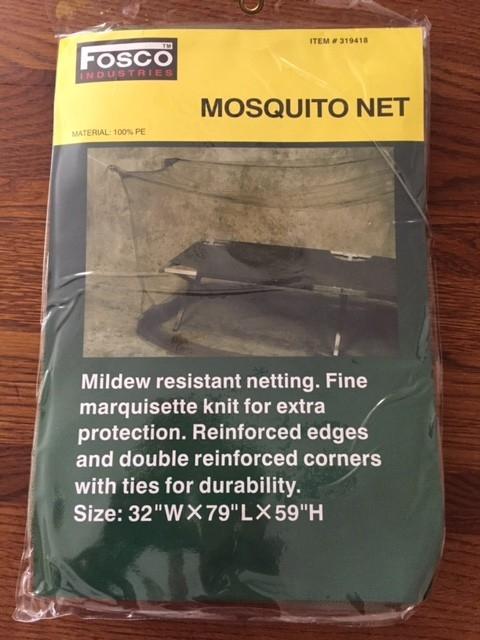 ITEM # 319418
FOSCO™
INDUSTRIES
MOSQUITO NET
MATERIAL: 100% PE
Mildew resistant netting. Fine
marquisette knit for extra
protection. Reinforced edges
and double reinforced corners
with ties for durability.
Size: 32"W X 79"L X 59"H